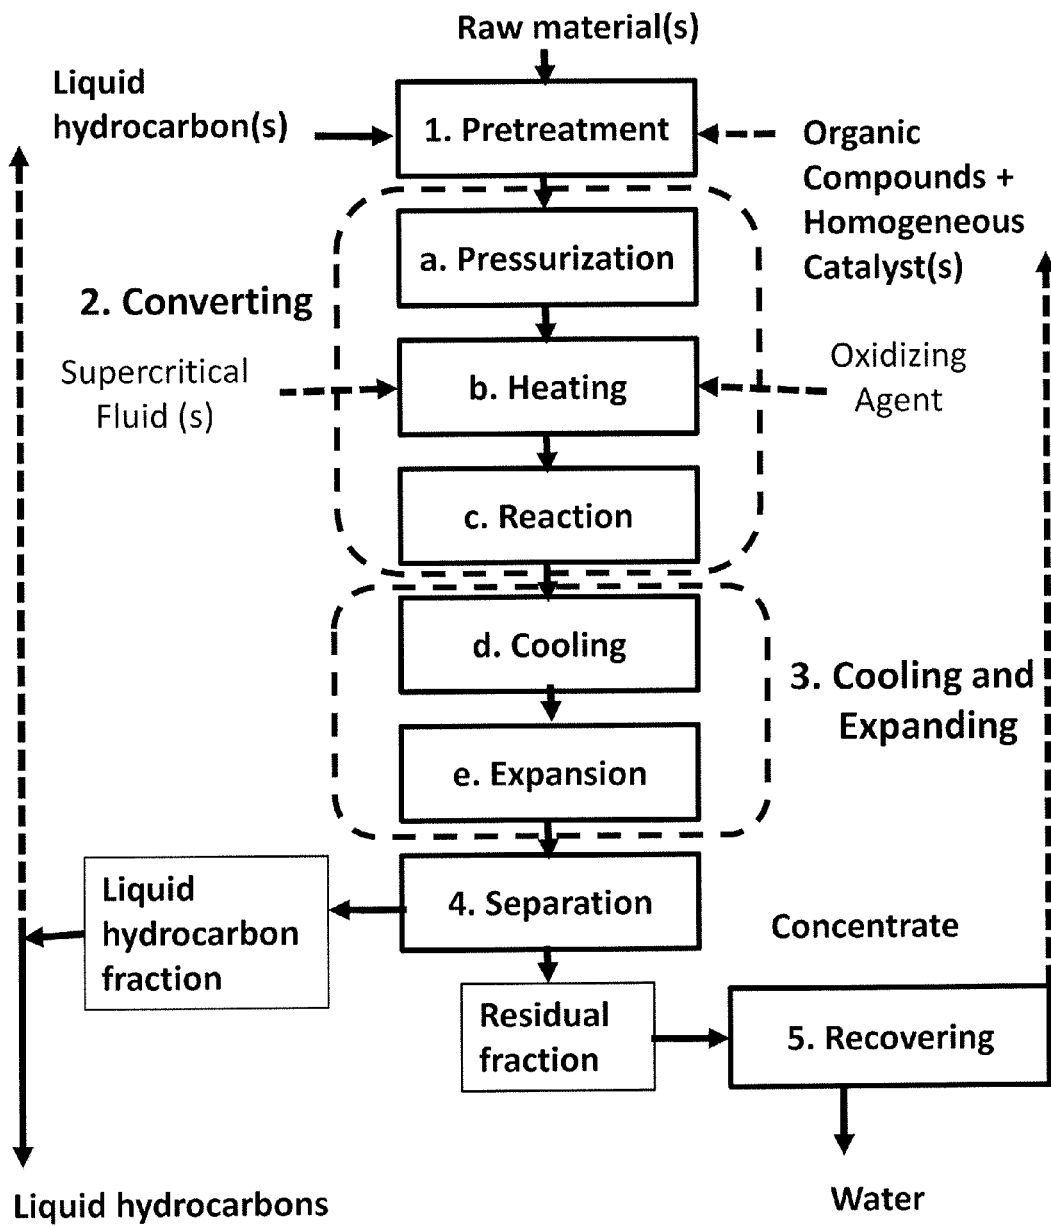 Raw material(s)
Liquid
hydrocarbon(s)
1. Pretreatment
Organic
Compounds +
Homogeneous
Catalyst(s)
a. Pressurization
2. Converting
Supercritical
Fluid (s)
b. Heating
Oxidizing
Agent
c. Reaction
d. Cooling
3. Cooling and
Expanding
e. Expansion
Liquid
hydrocarbon
fraction
4. Separation
Concentrate
Residual
fraction
5. Recovering
Liquid hydrocarbons
Water